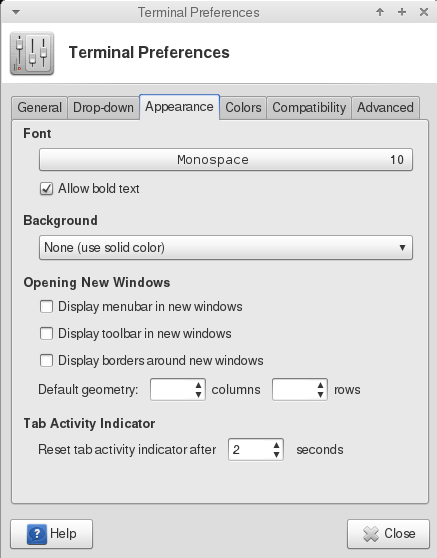 Terminal Preferences
Terminal Preferences
General Drop-down Appearance Colors Compatibility Advanced
Font
Monospace 10
Allow bold text
Background
None (use solid color)
Opening New Windows
Display menubar in new windows
Display toolbar in new windows
Display borders around new windows
Default geometry: columns rows
Tab Activity Indicator
Reset tab activity indicator after 2 seconds
Help Close